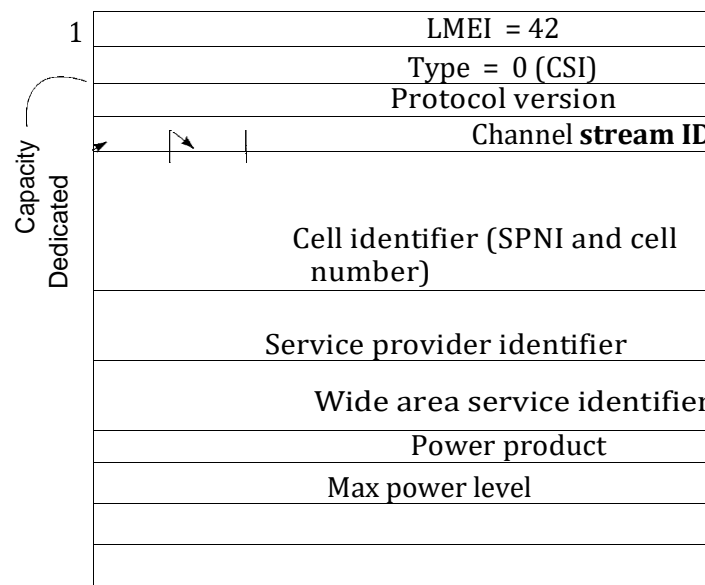 1
LMEI = 42
Type = 0 (CSI)
Protocol version
Channel stream ID
Capacity
Dedicated
Cell identifier (SPNI and cell
number)
Service provider identifier
Wide area service identifier
Power product
Max power level